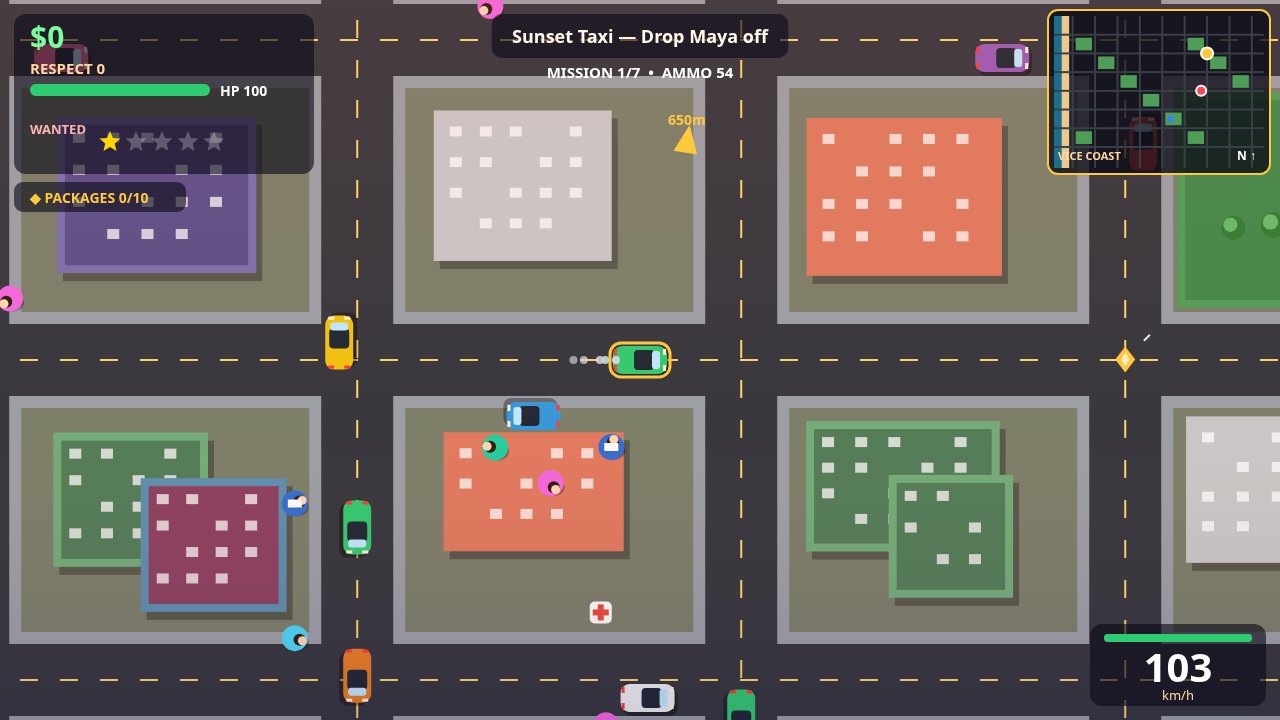 $0
RESPECT 0
HP 100
WANTED
◆ PACKAGES 0/10
Sunset Taxi — Drop Maya off
MISSION 1/7 • AMMO 54
650m
VICE COAST
N ↑
103
km/h